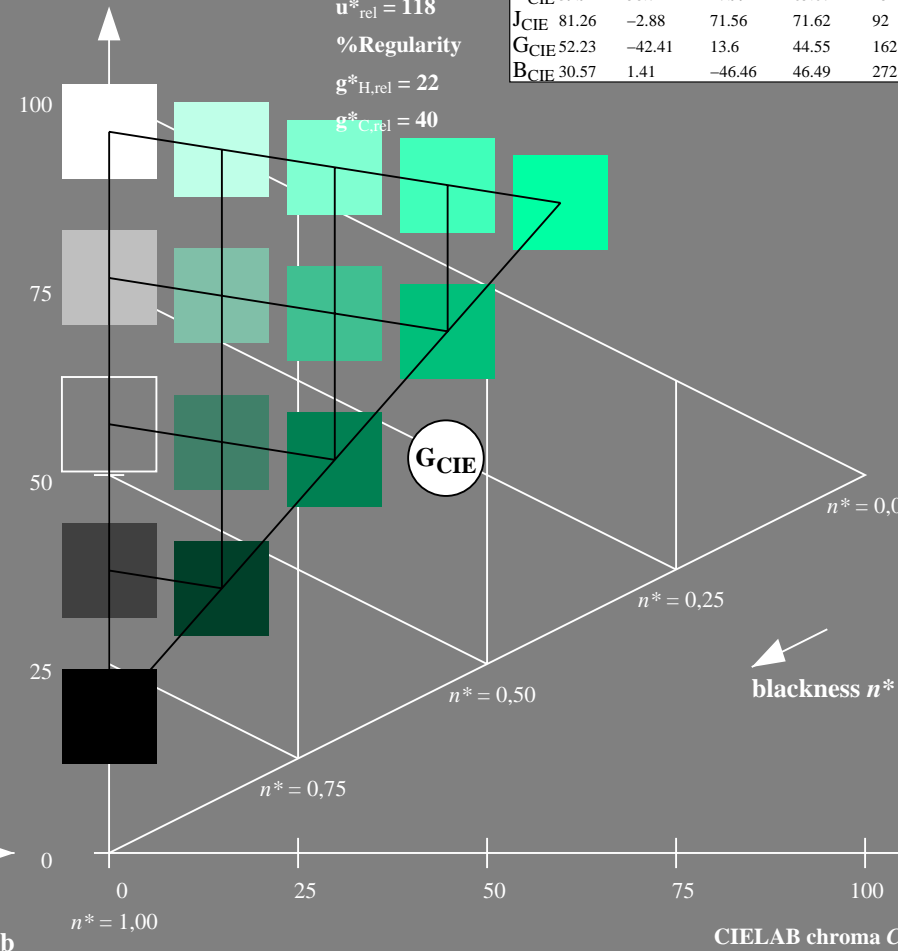 u*rel = 118
%Regularity
g*H,rel = 22
g*C,rel = 40
JCIE 81.26 −2.88 71.56 71.62 92
GCIE 52.23 −42.41 13.6 44.55 162
BCIE 30.57 1.41 −46.46 46.49 272
100
75
50
25
0
GCIE
n* = 0,0
n* = 0,25
n* = 0,50
n* = 0,75
blackness n*
0 25 50 75 100
n* = 1,00
b
CIELAB chroma C